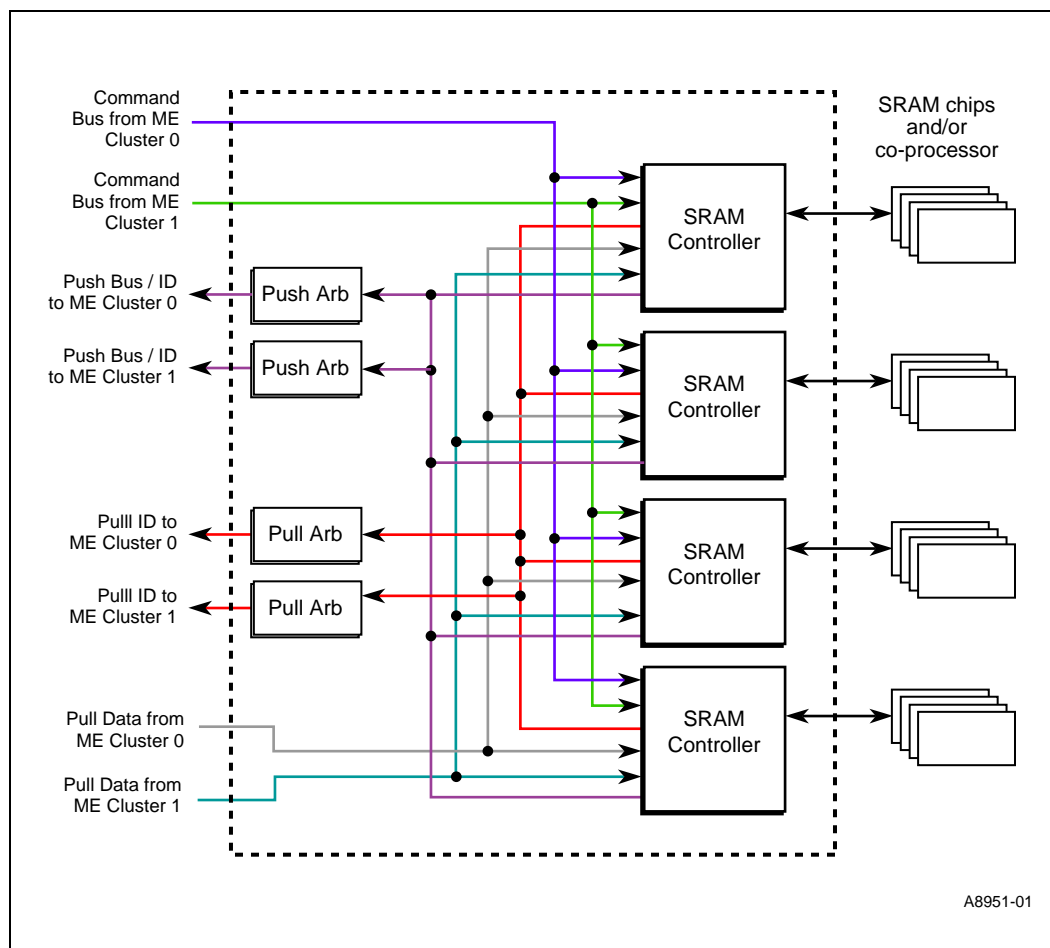 Command
Bus from ME
Cluster 0
Command
Bus from ME
Cluster 1
Push Bus / ID
to ME Cluster 0
Push Bus / ID
to ME Cluster 1
Pulll ID to
ME Cluster 0
Pulll ID to
ME Cluster 1
Pull Data from
ME Cluster 0
Pull Data from
ME Cluster 1
Push Arb
Push Arb
Pull Arb
Pull Arb
SRAM
Controller
SRAM
Controller
SRAM
Controller
SRAM
Controller
SRAM chips
and/or
co-processor
A8951-01